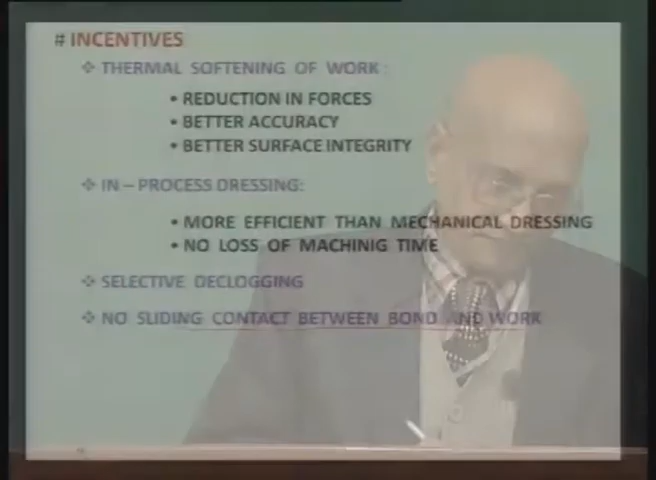 # INCENTIVES
❖ THERMAL SOFTENING OF WORK :
• REDUCTION IN FORCES
• BETTER ACCURACY
• BETTER SURFACE INTEGRITY
❖ IN – PROCESS DRESSING:
• MORE EFFICIENT THAN MECHANICAL DRESSING
• NO LOSS OF MACHINIG TIME
❖ SELECTIVE DECLOGGING
❖ NO SLIDING CONTACT BETWEEN BOND AND WORK